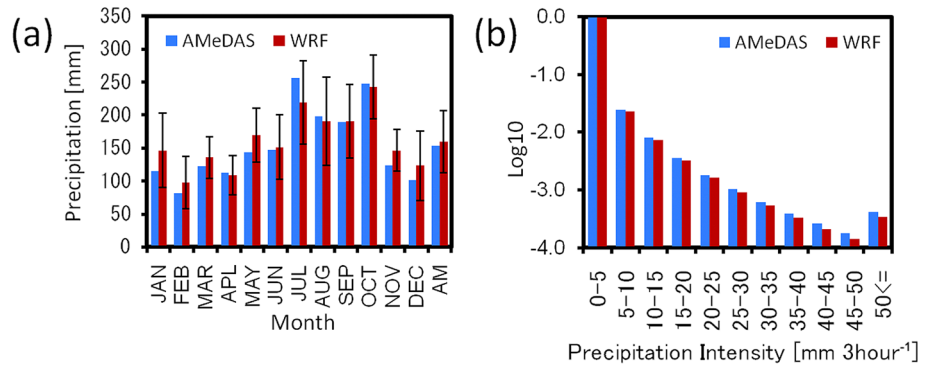 (a)
AMeDAS WRF
Precipitation [mm]
350
300
250
200
150
100
50
0
JAN FEB MAR APL MAY JUN JUL AUG SEP OCT NOV DEC AM
Month
(b)
AMeDAS WRF
Log10
0.0
-1.0
-2.0
-3.0
-4.0
0-5 5-10 10-15 15-20 20-25 25-30 30-35 35-40 40-45 45-50 50<=
Precipitation Intensity [mm 3hour⁻¹]